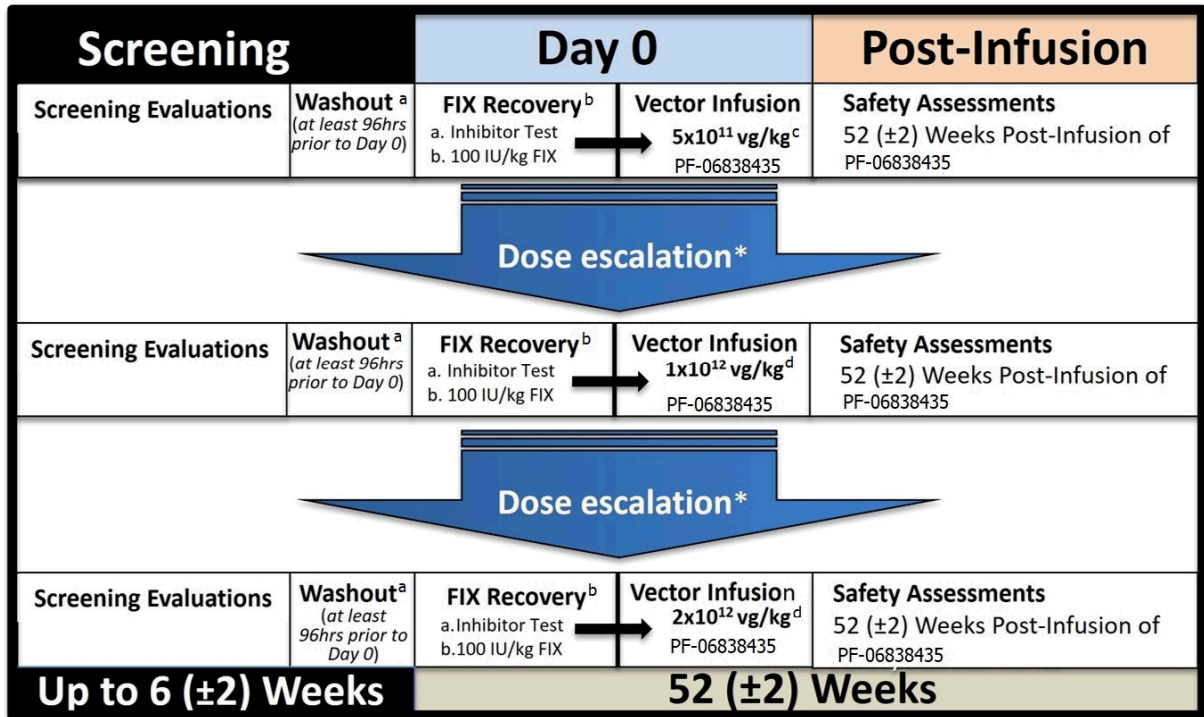 Screening
Day 0
Post-Infusion
Screening Evaluations
Washout a
(at least 96hrs
prior to Day 0)
FIX Recovery b
a. Inhibitor Test
b. 100 IU/kg FIX
Vector Infusion
5x10¹¹ vg/kg c
PF-06838435
Safety Assessments
52 (±2) Weeks Post-Infusion of
PF-06838435
Dose escalation*
Screening Evaluations
Washout a
(at least 96hrs
prior to Day 0)
FIX Recovery b
a. Inhibitor Test
b. 100 IU/kg FIX
Vector Infusion
1x10¹² vg/kg d
PF-06838435
Safety Assessments
52 (±2) Weeks Post-Infusion of
PF-06838435
Dose escalation*
Screening Evaluations
Washout a
(at least
96hrs prior to
Day 0)
FIX Recovery b
a.Inhibitor Test
b.100 IU/kg FIX
Vector Infusion
2x10¹² vg/kg d
PF-06838435
Safety Assessments
52 (±2) Weeks Post-Infusion of
PF-06838435
Up to 6 (±2) Weeks
52 (±2) Weeks